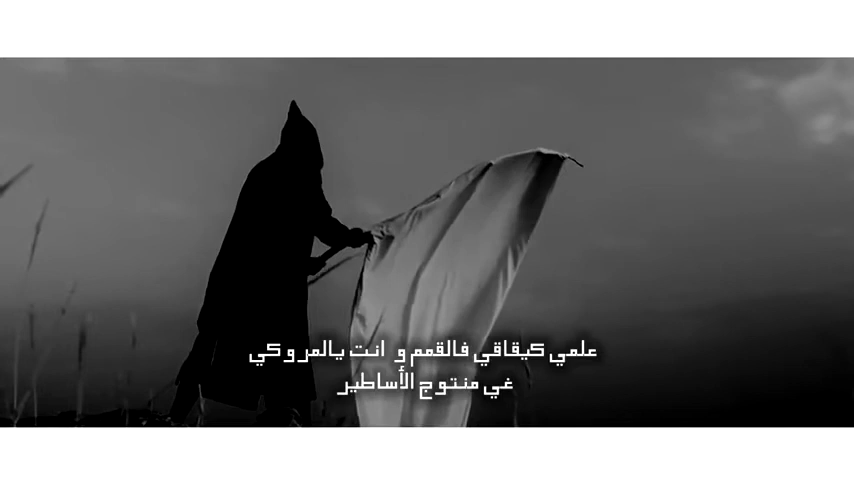 علمي كيقاقي فالقمم و انت يالمروكي
غي منتوج الأساطير